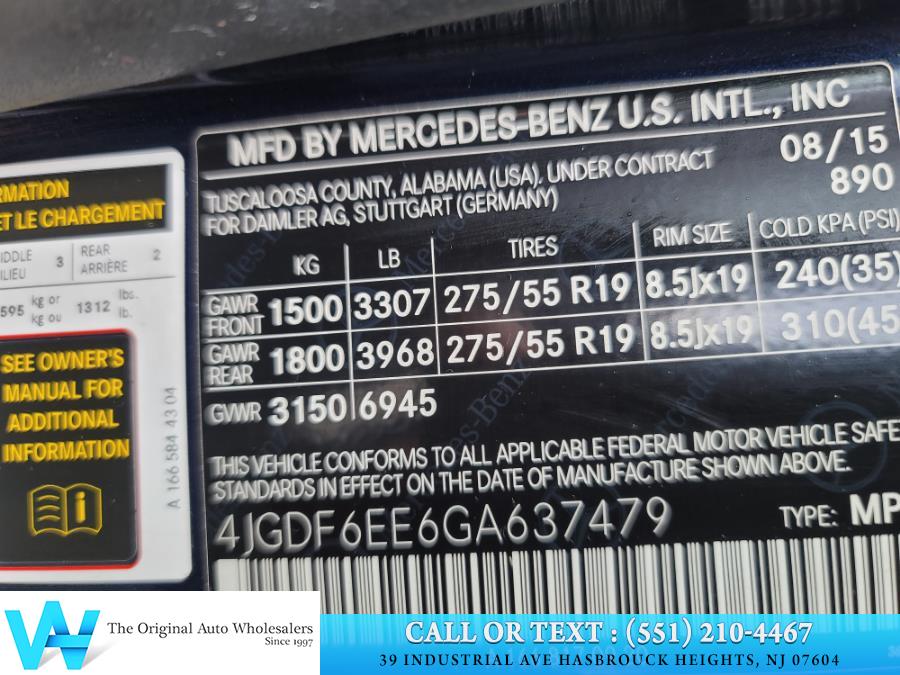 MFD BY MERCEDES-BENZ U.S. INTL., INC
TUSCALOOSA COUNTY, ALABAMA (USA), UNDER CONTRACT 08/15
FOR DAIMLER AG, STUTTGART (GERMANY) 890
KG LB TIRES RIM SIZE COLD KPA (PSI)
GAWR FRONT 1500 3307 275/55 R19 8.5Jx19 240(35)
GAWR REAR 1800 3968 275/55 R19 8.5Jx19 310(45
GVWR 3150 6945
THIS VEHICLE CONFORMS TO ALL APPLICABLE FEDERAL MOTOR VEHICLE SAFE
STANDARDS IN EFFECT ON THE DATE OF MANUFACTURE SHOWN ABOVE.
4JGDF6EE6GA637479 TYPE: MP
RMATION
ET LE CHARGEMENT
IDDLE 3 REAR 2
ILIEU ARRIÈRE
595 kg or 1312 lbs.
kg ou lb.
SEE OWNER'S
MANUAL FOR
ADDITIONAL
INFORMATION
A 166 584 43 04
The Original Auto Wholesalers
Since 1997
CALL OR TEXT : (551) 210-4467
39 INDUSTRIAL AVE HASBROUCK HEIGHTS, NJ 07604